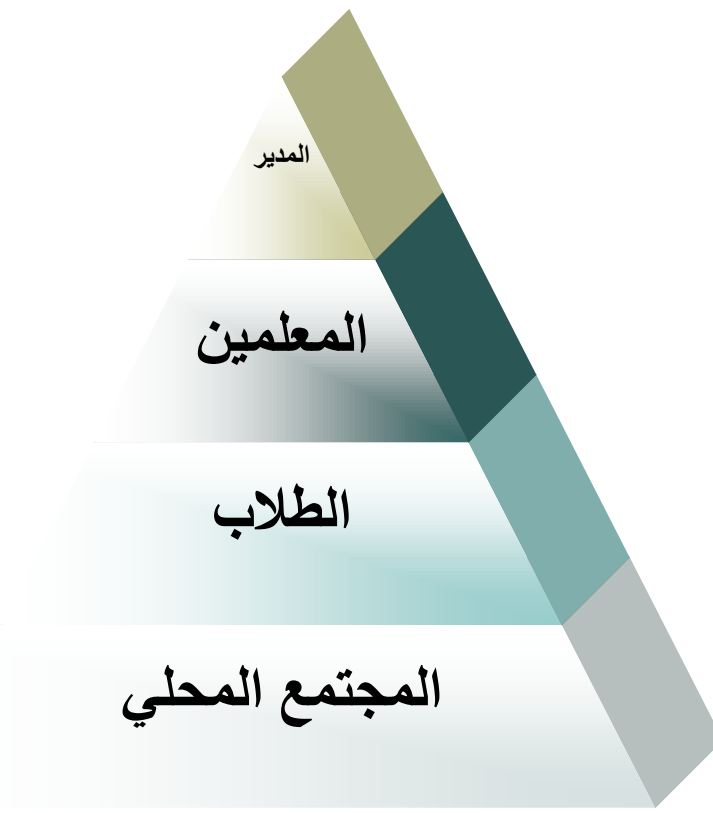 المدير
المعلمين
الطلاب
المجتمع المحلي